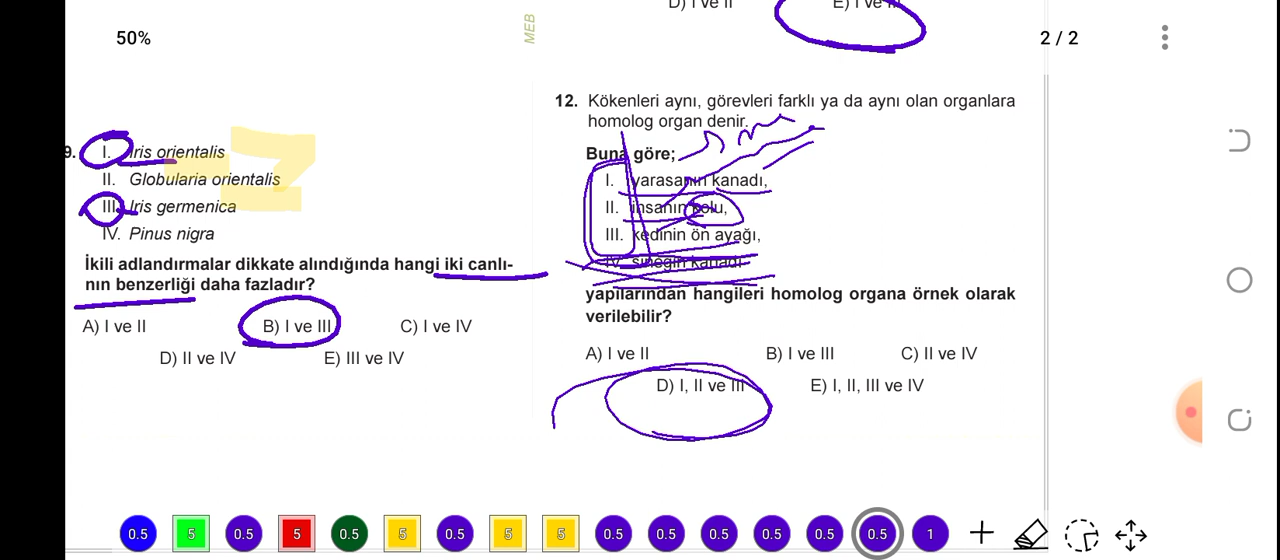 D) I ve II
E) I ve III
50%
MEB
2 / 2
9. I. Iris orientalis
II. Globularia orientalis
III. Iris germenica
IV. Pinus nigra
İkili adlandırmalar dikkate alındığında hangi iki canlı-
nın benzerliği daha fazladır?
A) I ve II
B) I ve III
C) I ve IV
D) II ve IV
E) III ve IV
12. Kökenleri aynı, görevleri farklı ya da aynı olan organlara
homolog organ denir.
Buna göre;
I. yarasanın kanadı,
II. insanın kolu,
III. kedinin ön ayağı,
IV. sineğin kanadı
yapılarından hangileri homolog organa örnek olarak
verilebilir?
A) I ve II
B) I ve III
C) II ve IV
D) I, II ve III
E) I, II, III ve IV
0.5 5 0.5 5 0.5 5 0.5 5 5 0.5 0.5 0.5 0.5 0.5 0.5 1